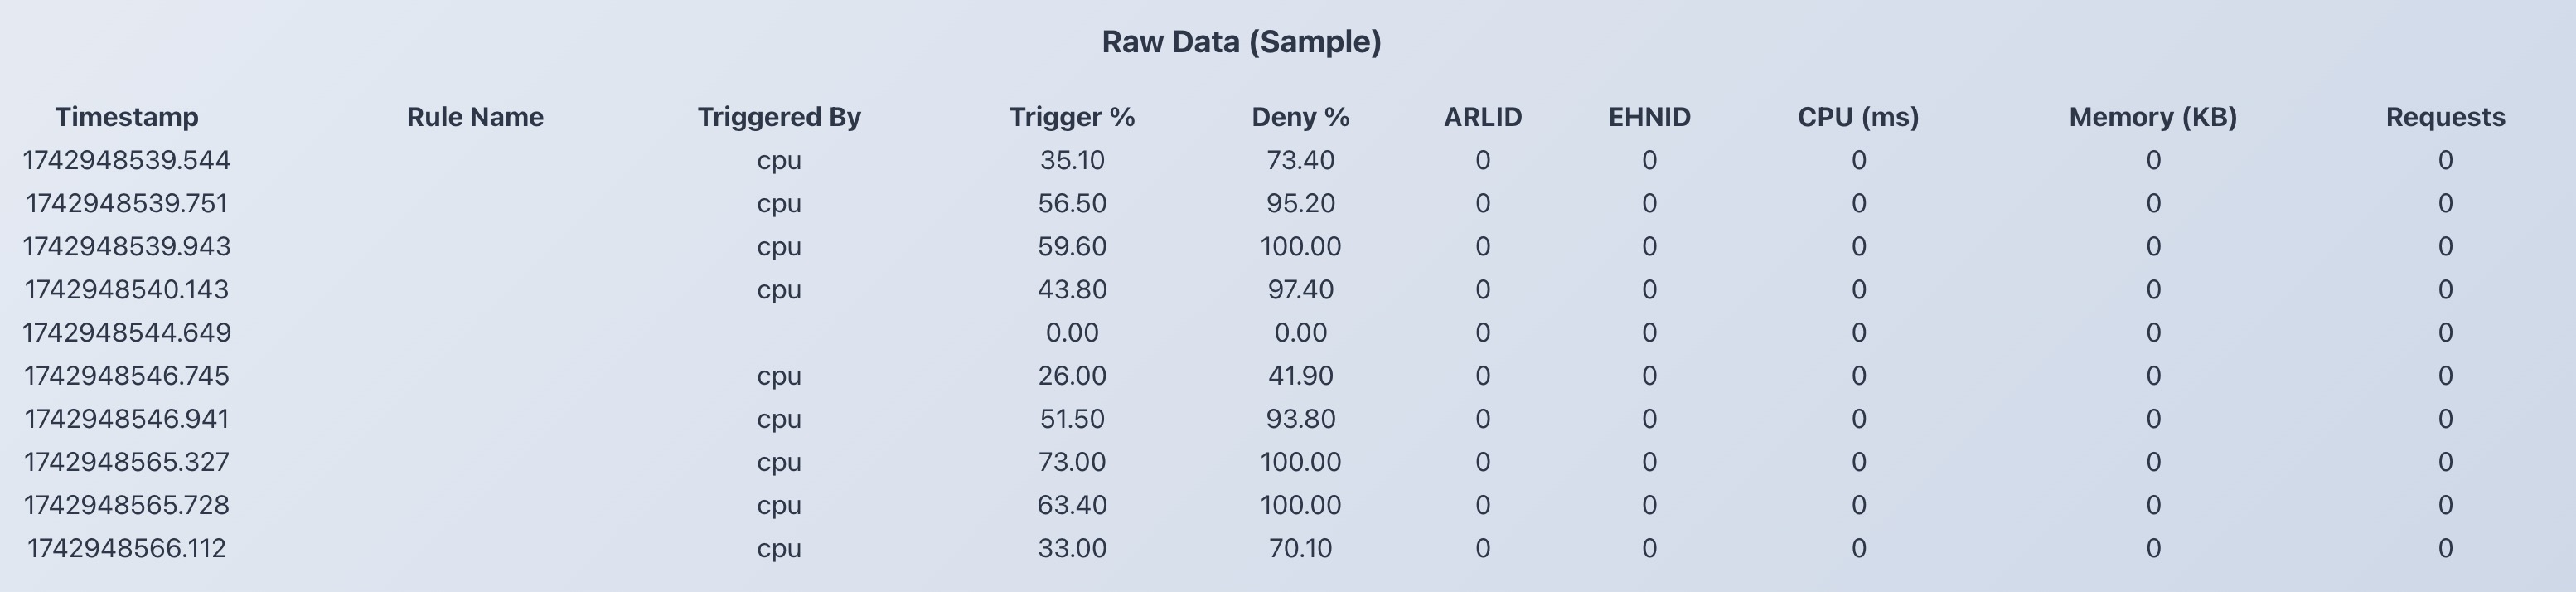 Raw Data (Sample)
Timestamp Rule Name Triggered By Trigger % Deny % ARLID EHNID CPU (ms) Memory (KB) Requests
1742948539.544 cpu 35.10 73.40 0 0 0 0 0
1742948539.751 cpu 56.50 95.20 0 0 0 0 0
1742948539.943 cpu 59.60 100.00 0 0 0 0 0
1742948540.143 cpu 43.80 97.40 0 0 0 0 0
1742948544.649 0.00 0.00 0 0 0 0 0
1742948546.745 cpu 26.00 41.90 0 0 0 0 0
1742948546.941 cpu 51.50 93.80 0 0 0 0 0
1742948565.327 cpu 73.00 100.00 0 0 0 0 0
1742948565.728 cpu 63.40 100.00 0 0 0 0 0
1742948566.112 cpu 33.00 70.10 0 0 0 0 0